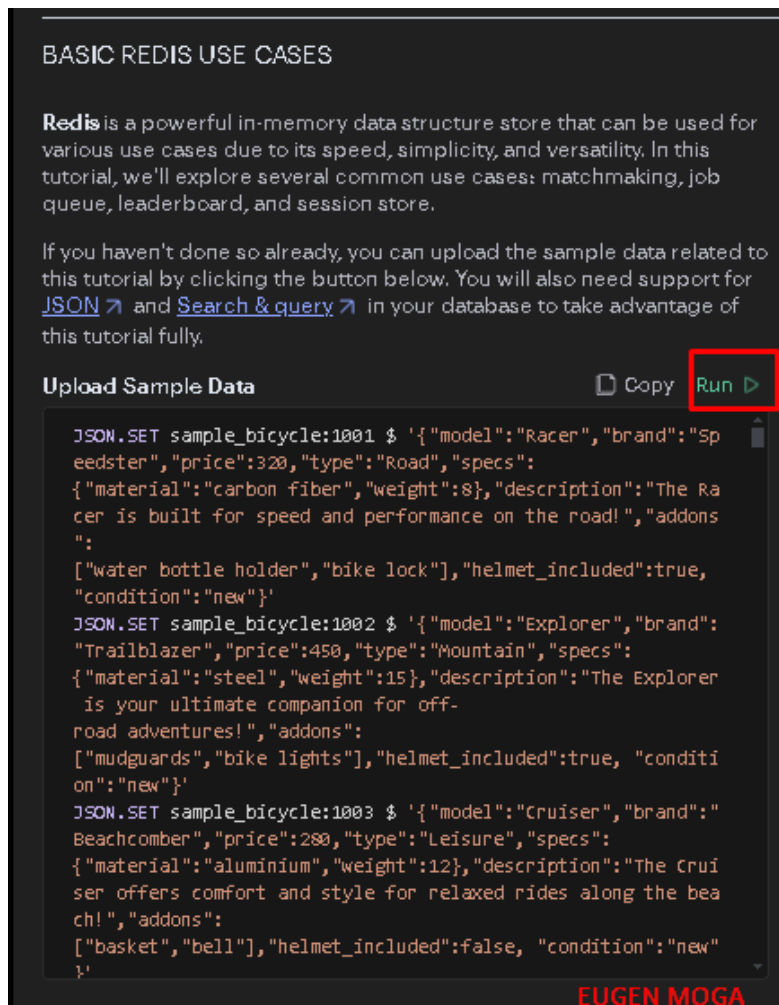 BASIC REDIS USE CASES
Redis is a powerful in-memory data structure store that can be used for
various use cases due to its speed, simplicity, and versatility. In this
tutorial, we'll explore several common use cases: matchmaking, job
queue, leaderboard, and session store.
If you haven't done so already, you can upload the sample data related to
this tutorial by clicking the button below. You will also need support for
JSON and Search & query in your database to take advantage of
this tutorial fully.
Upload Sample Data Copy Run
JSON.SET sample_bicycle:1001 $ '{"model":"Racer","brand":"Sp
eedster","price":320,"type":"Road","specs":
{"material":"carbon fiber","weight":8},"description":"The Ra
cer is built for speed and performance on the road!","addons
":
["water bottle holder","bike lock"],"helmet_included":true,
"condition":"new"}'
JSON.SET sample_bicycle:1002 $ '{"model":"Explorer","brand":
"Trailblazer","price":450,"type":"Mountain","specs":
{"material":"steel","weight":15},"description":"The Explorer
is your ultimate companion for off-
road adventures!","addons":
["mudguards","bike lights"],"helmet_included":true, "conditi
on":"new"}'
JSON.SET sample_bicycle:1003 $ '{"model":"Cruiser","brand":"
Beachcomber","price":280,"type":"Leisure","specs":
{"material":"aluminium","weight":12},"description":"The Crui
ser offers comfort and style for relaxed rides along the bea
ch!","addons":
["basket","bell"],"helmet_included":false, "condition":"new"
}'
EUGEN MOGA